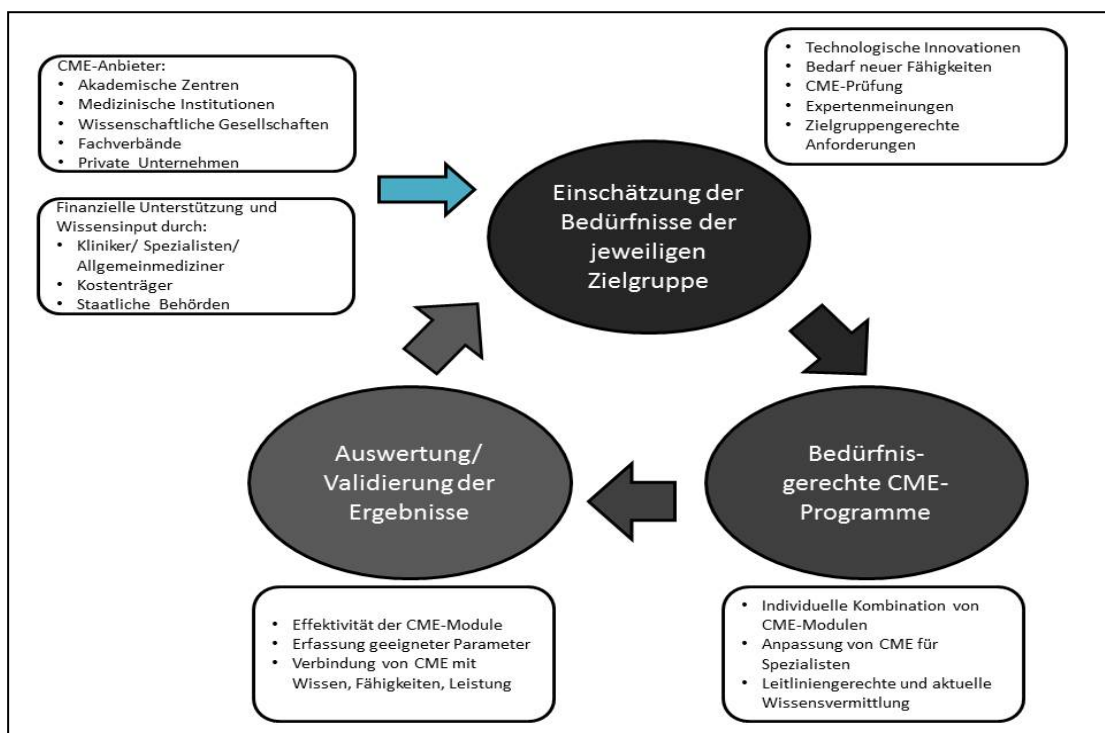 CME-Anbieter:
• Akademische Zentren
• Medizinische Institutionen
• Wissenschaftliche Gesellschaften
• Fachverbände
• Private Unternehmen
Finanzielle Unterstützung und
Wissensinput durch:
• Kliniker/ Spezialisten/
Allgemeinmediziner
• Kostenträger
• Staatliche Behörden
• Technologische Innovationen
• Bedarf neuer Fähigkeiten
• CME-Prüfung
• Expertenmeinungen
• Zielgruppengerechte
Anforderungen
Einschätzung der
Bedürfnisse der
jeweiligen
Zielgruppe
Bedürfnis-
gerechte CME-
Programme
• Individuelle Kombination von
CME-Modulen
• Anpassung von CME für
Spezialisten
• Leitliniengerechte und aktuelle
Wissensvermittlung
Auswertung/
Validierung der
Ergebnisse
• Effektivität der CME-Module
• Erfassung geeigneter Parameter
• Verbindung von CME mit
Wissen, Fähigkeiten, Leistung